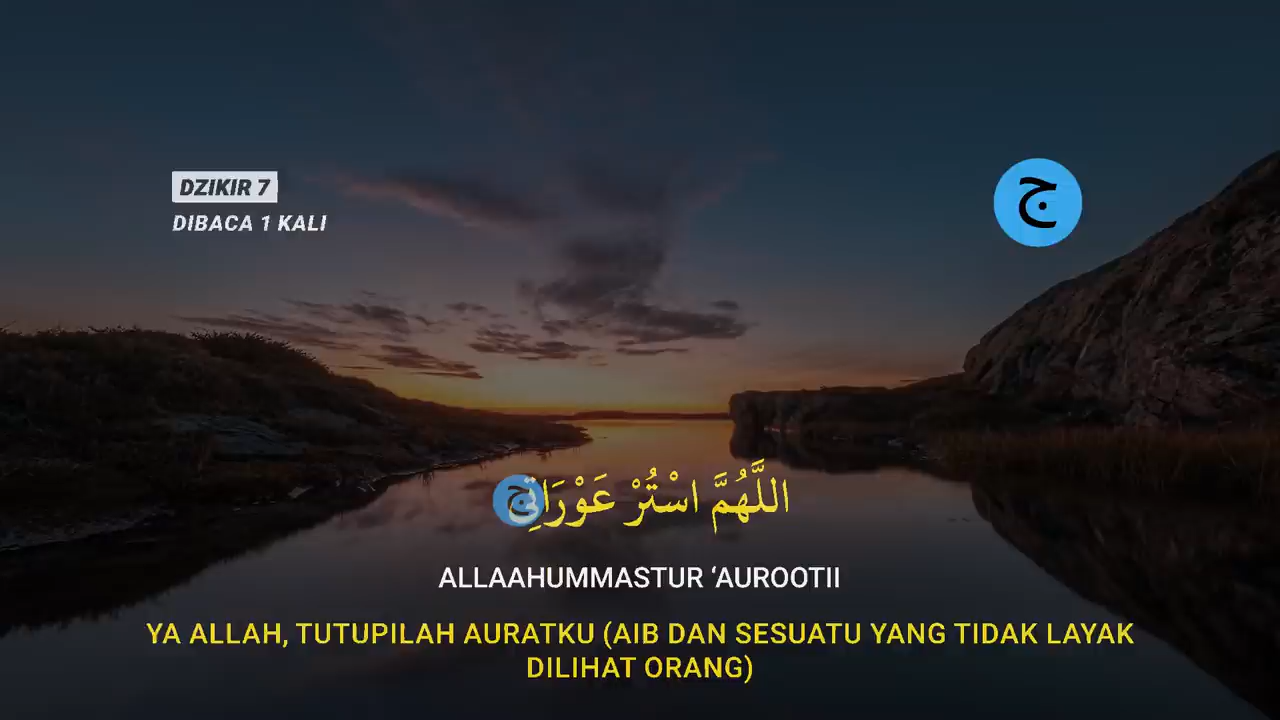 DZIKIR 7
DIBACA 1 KALI
ج
اللَّهُمَّ اسْتُرْ عَوْرَاتِي ج
ALLAAHUMMASTUR ‘AUROOTII
YA ALLAH, TUTUPILAH AURATKU (AIB DAN SESUATU YANG TIDAK LAYAK
DILIHAT ORANG)